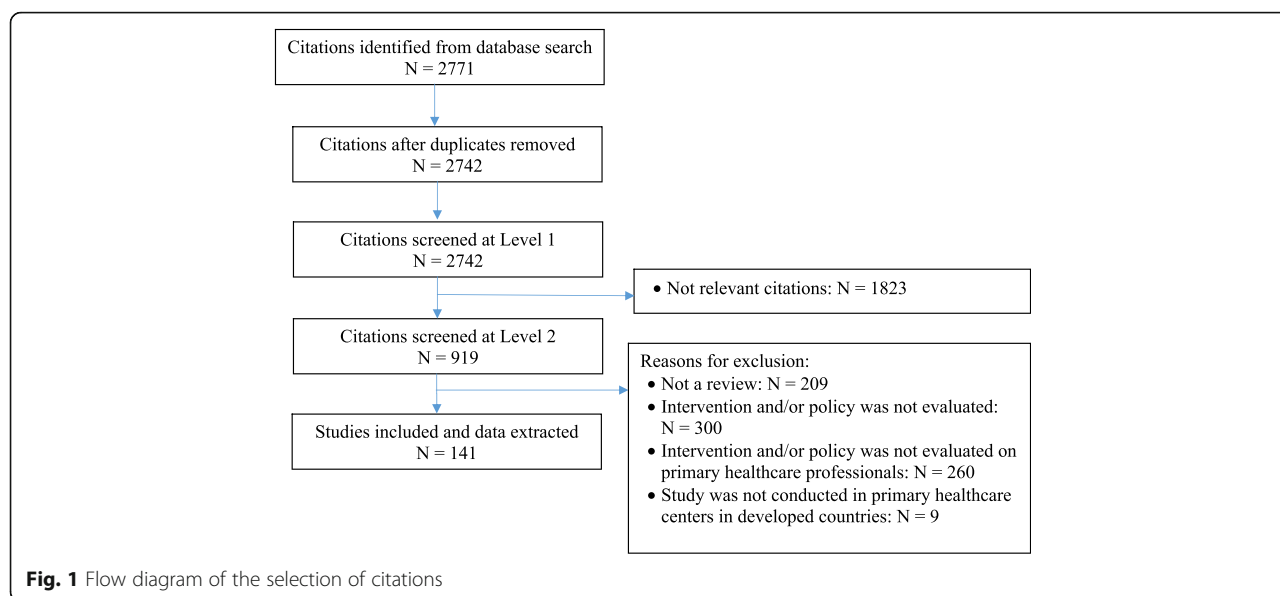 Citations identified from database search
N = 2771
Citations after duplicates removed
N = 2742
Citations screened at Level 1
N = 2742
• Not relevant citations: N = 1823
Citations screened at Level 2
N = 919
Reasons for exclusion:
• Not a review: N = 209
• Intervention and/or policy was not evaluated:
N = 300
• Intervention and/or policy was not evaluated on
primary healthcare professionals: N = 260
• Study was not conducted in primary healthcare
centers in developed countries: N = 9
Studies included and data extracted
N = 141
Fig. 1 Flow diagram of the selection of citations